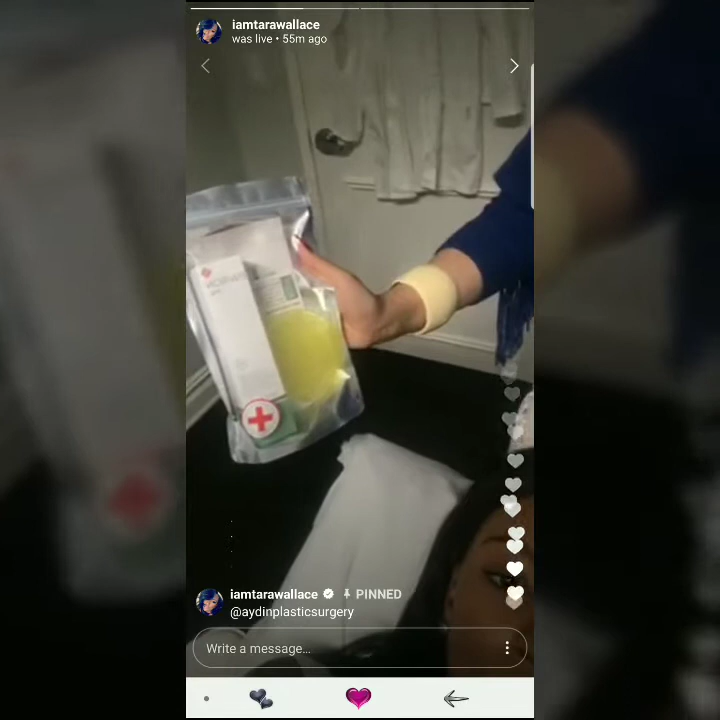 iamtarawallace
was live • 55m ago
iamtarawallace PINNED
@aydinplasticsurgery
Write a message...